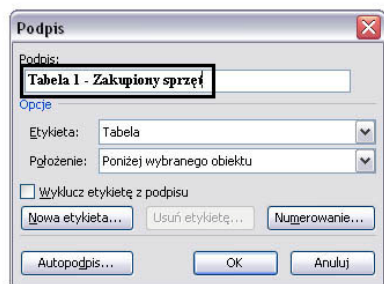 Podpis
Podpis:
Tabela 1 - Zakupiony sprzęt
Opcje
Etykieta: Tabela
Położenie: Poniżej wybranego obiektu
Wyklucz etykietę z podpisu
Nowa etykieta... Usuń etykietę... Numerowanie...
Autopodpis... OK Anuluj